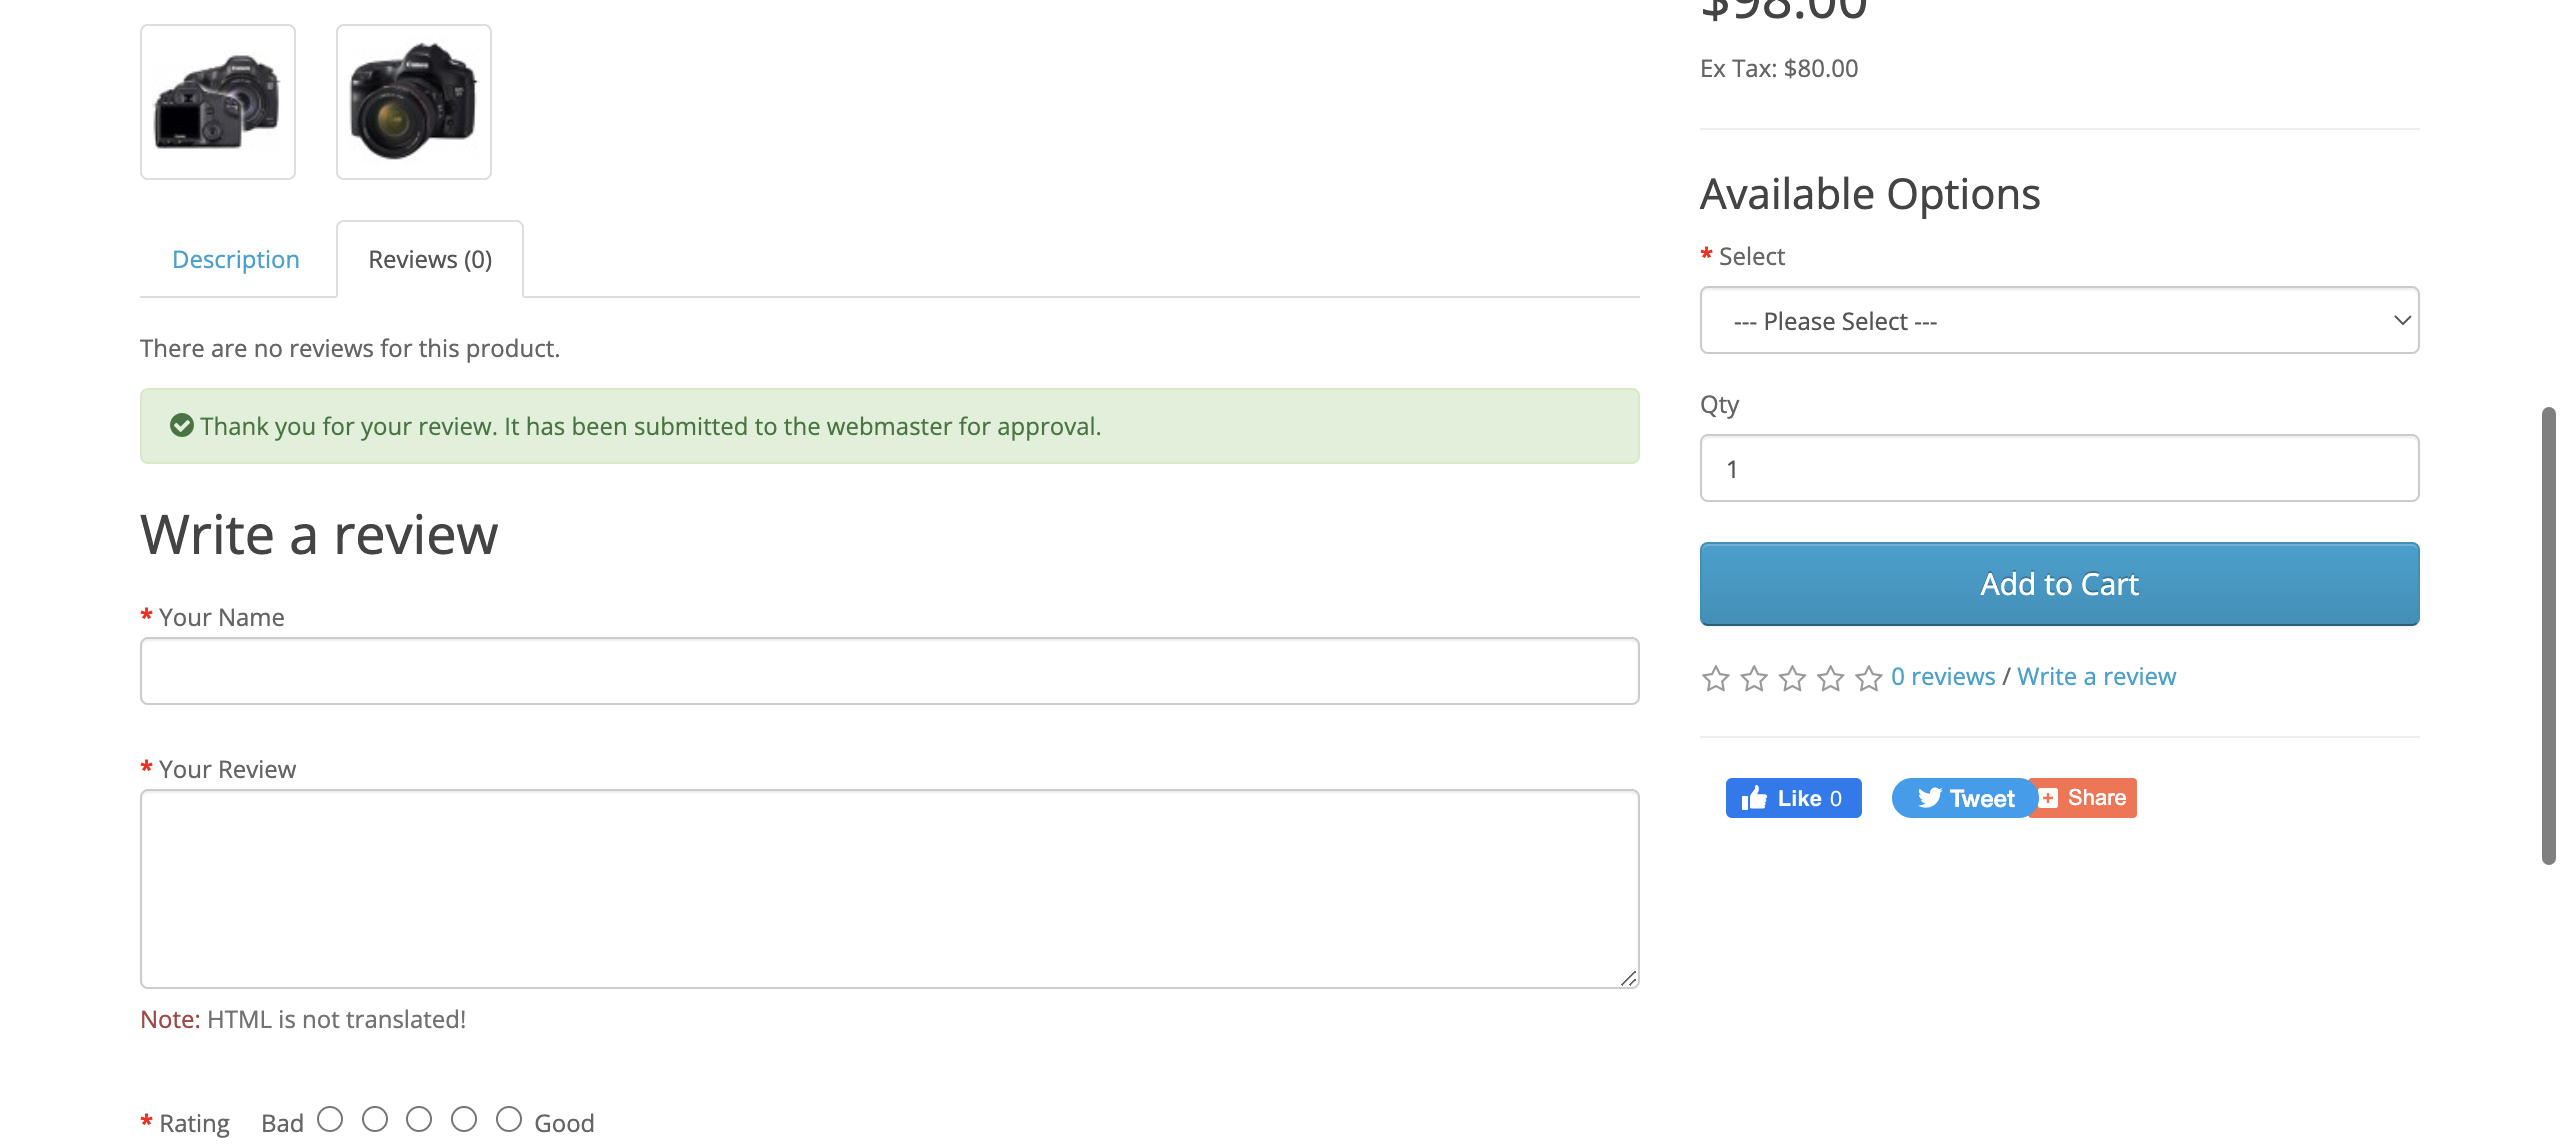 $98.00
Ex Tax: $80.00
Description
Reviews (0)
There are no reviews for this product.
Thank you for your review. It has been submitted to the webmaster for approval.
Write a review
* Your Name
* Your Review
Note: HTML is not translated!
* Rating Bad Good
Available Options
* Select
--- Please Select ---
Qty
1
Add to Cart
0 reviews / Write a review
Like 0
Tweet
Share